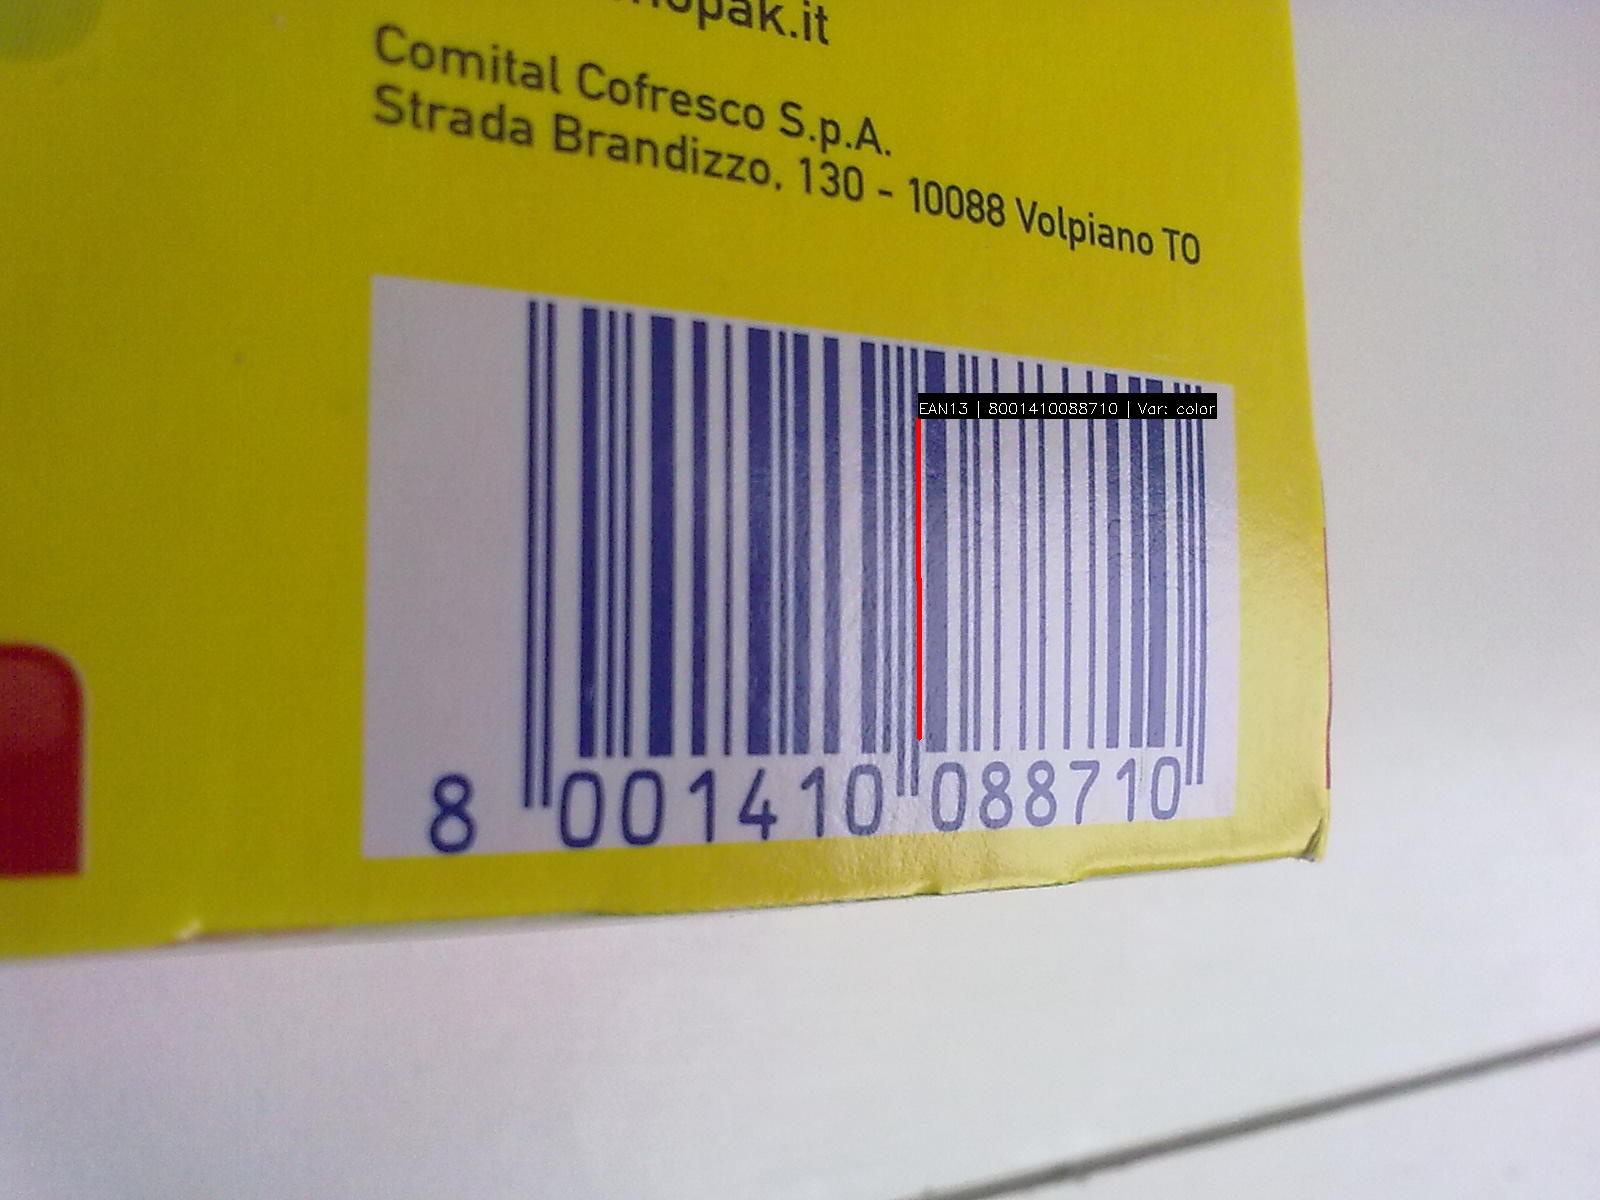 opak.it
Comital Cofresco S.p.A.
Strada Brandizzo, 130 - 10088 Volpiano TO
EAN13 | 8001410088710 | Var: color
8 001410 088710